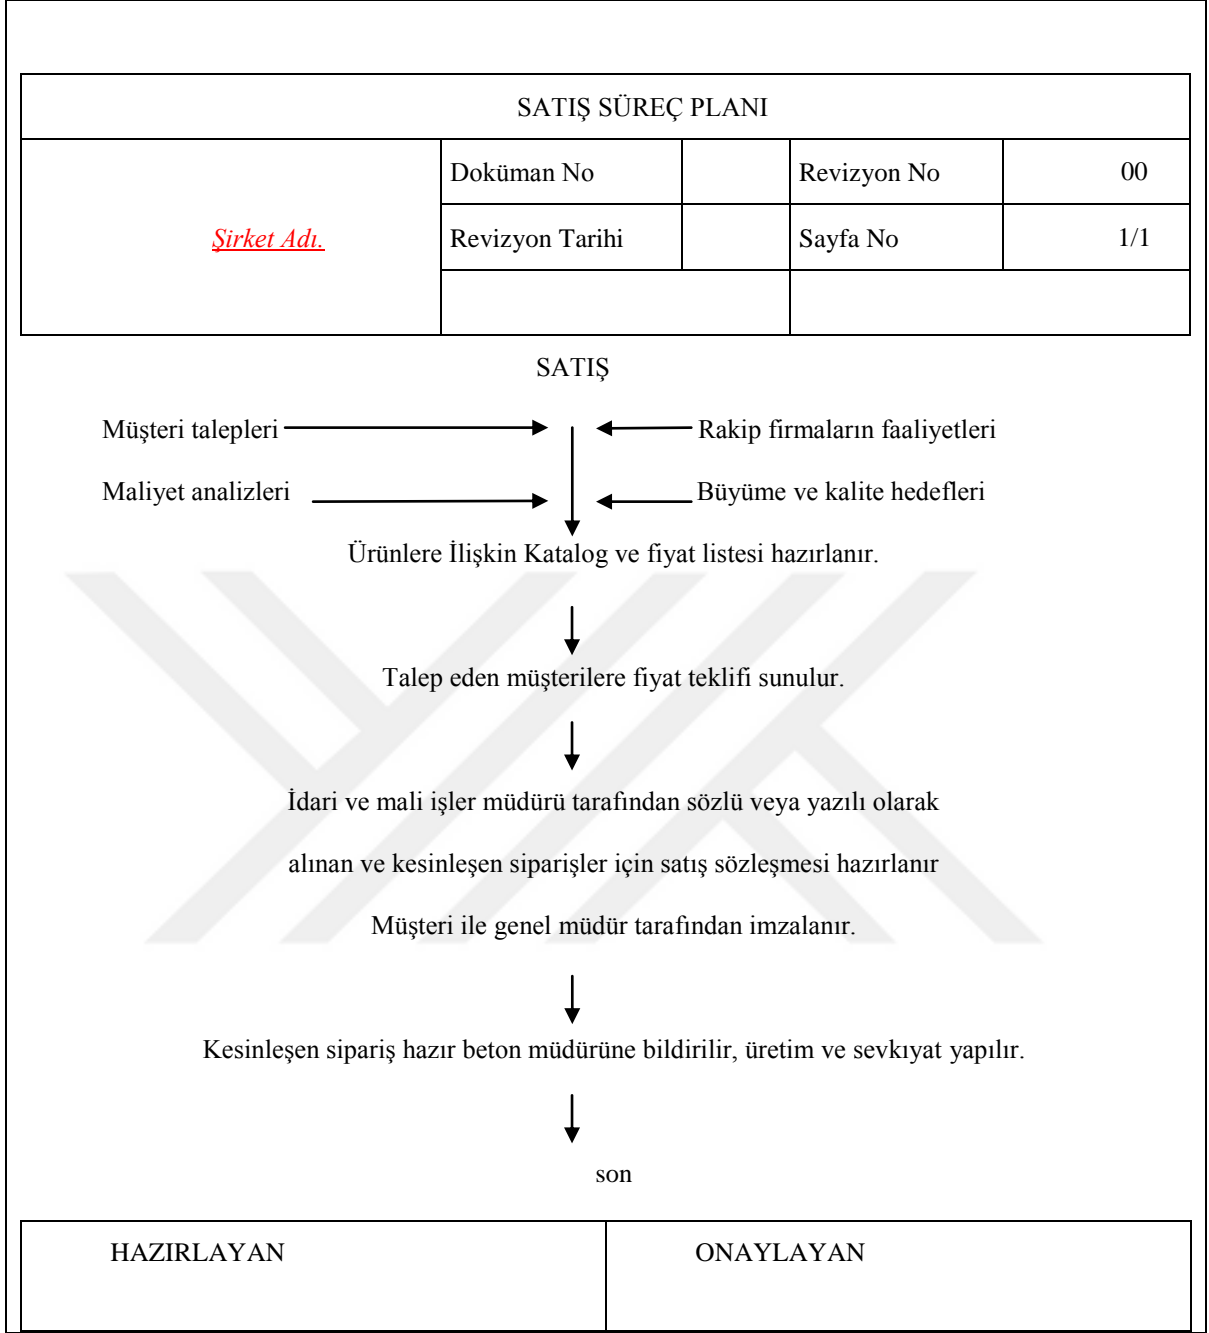 SATIŞ SÜREÇ PLANI
Şirket Adı.
Doküman No
Revizyon No
00
Revizyon Tarihi
Sayfa No
1/1
SATIŞ
Müşteri talepleri
Rakip firmaların faaliyetleri
Maliyet analizleri
Büyüme ve kalite hedefleri
Ürünlere İlişkin Katalog ve fiyat listesi hazırlanır.
Talep eden müşterilere fiyat teklifi sunulur.
İdari ve mali işler müdürü tarafından sözlü veya yazılı olarak
alınan ve kesinleşen siparişler için satış sözleşmesi hazırlanır
Müşteri ile genel müdür tarafından imzalanır.
Kesinleşen sipariş hazır beton müdürüne bildirilir, üretim ve sevkıyat yapılır.
son
HAZIRLAYAN
ONAYLAYAN